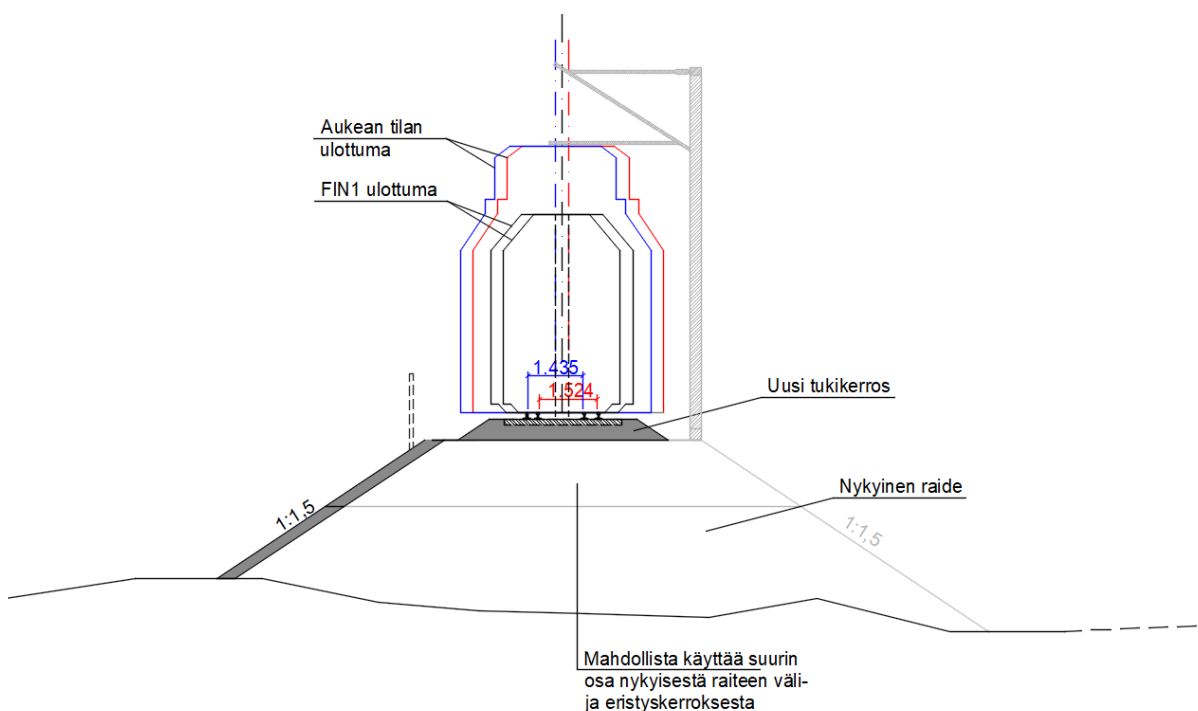 Aukean tilan
ulottuma
FIN1 ulottuma
1.435
1.524
Uusi tukikerros
Nykyinen raide
1:1,5
1:1,5
Mahdollista käyttää suurin
osa nykyisestä raiteen väli-
ja eristyskerroksesta